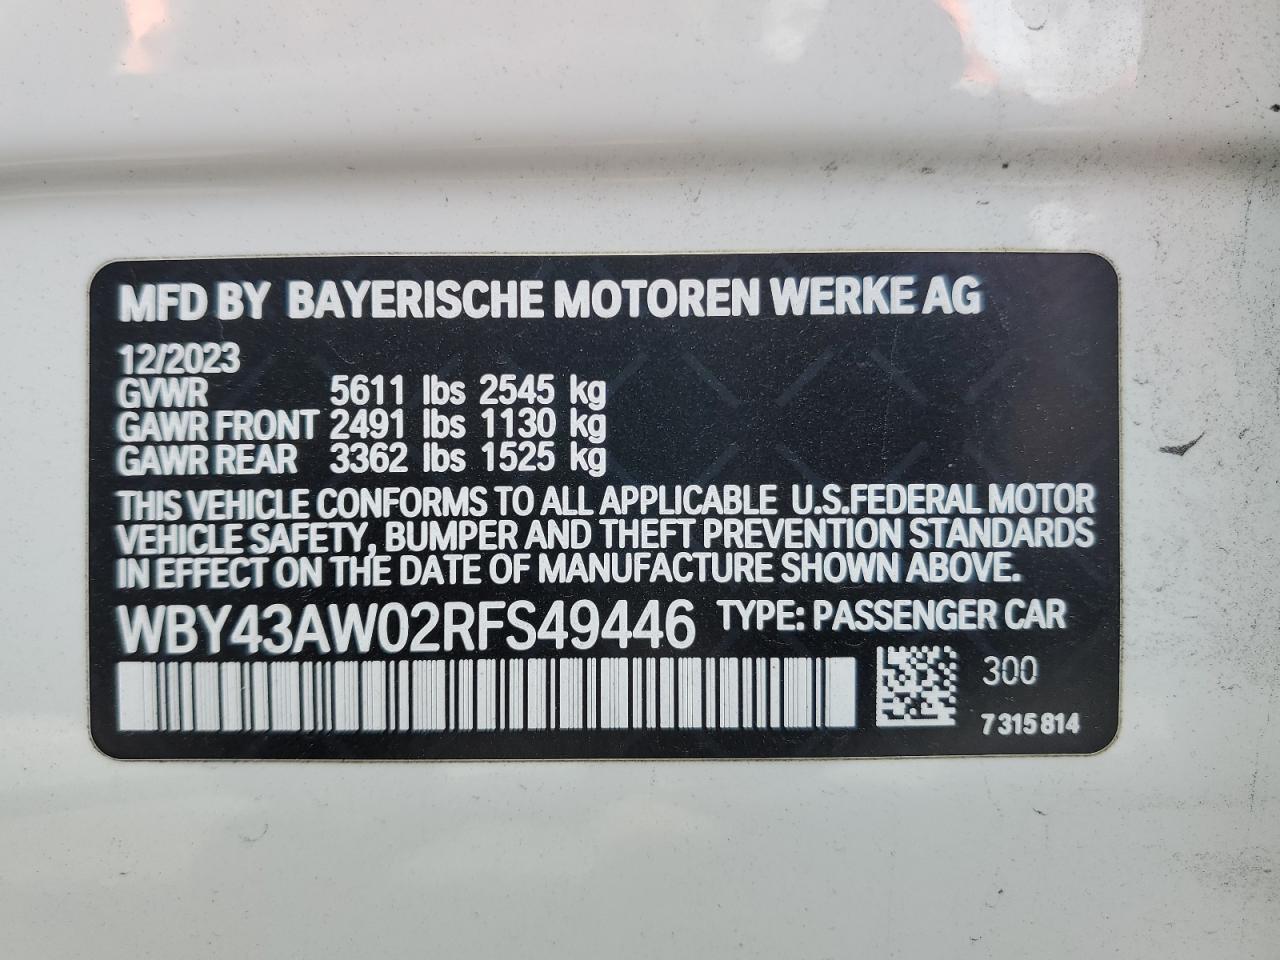 MFD BY BAYERISCHE MOTOREN WERKE AG
12/2023
GVWR 5611 lbs 2545 kg
GAWR FRONT 2491 lbs 1130 kg
GAWR REAR 3362 lbs 1525 kg
THIS VEHICLE CONFORMS TO ALL APPLICABLE U.S.FEDERAL MOTOR
VEHICLE SAFETY, BUMPER AND THEFT PREVENTION STANDARDS
IN EFFECT ON THE DATE OF MANUFACTURE SHOWN ABOVE.
WBY43AW02RFS49446 TYPE: PASSENGER CAR
300
7 315 814